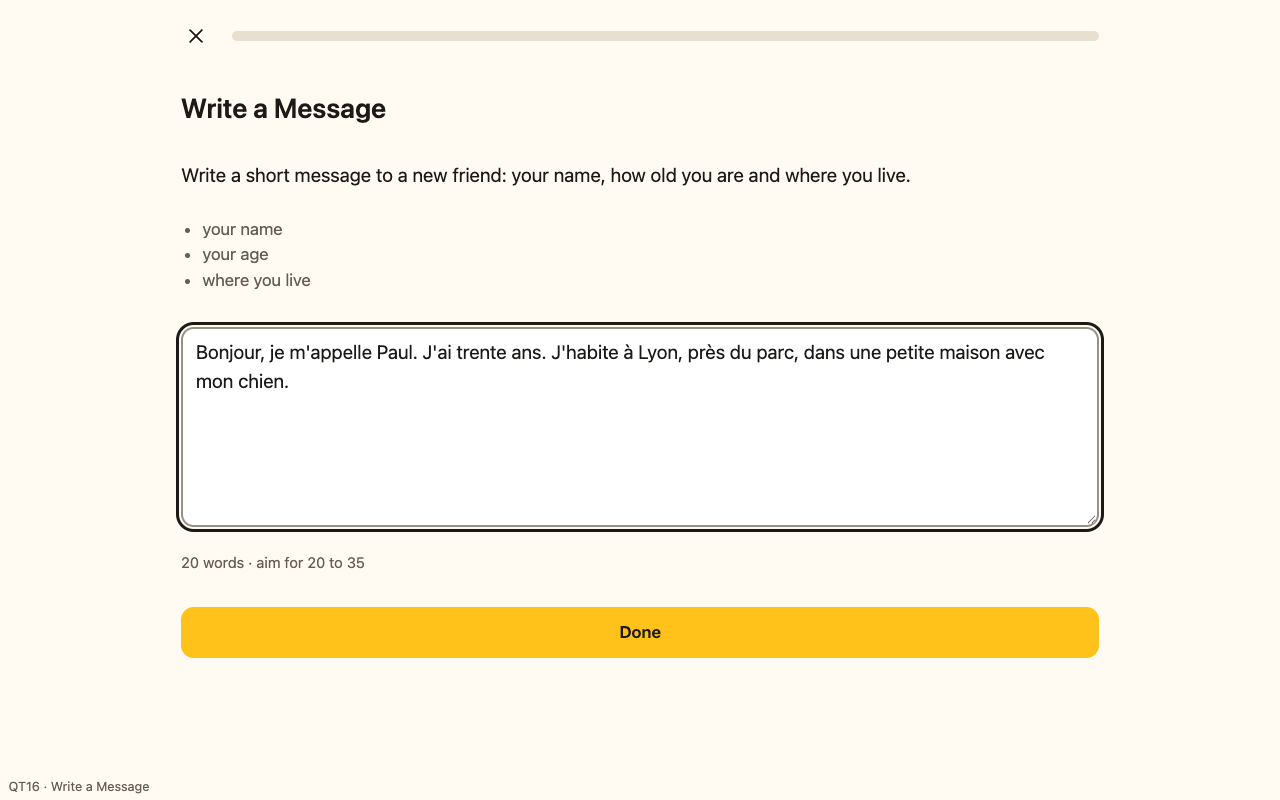 Write a Message
Write a short message to a new friend: your name, how old you are and where you live.
• your name
• your age
• where you live
Bonjour, je m'appelle Paul. J'ai trente ans. J'habite à Lyon, près du parc, dans une petite maison avec
mon chien.
20 words · aim for 20 to 35
Done
QT16 · Write a Message